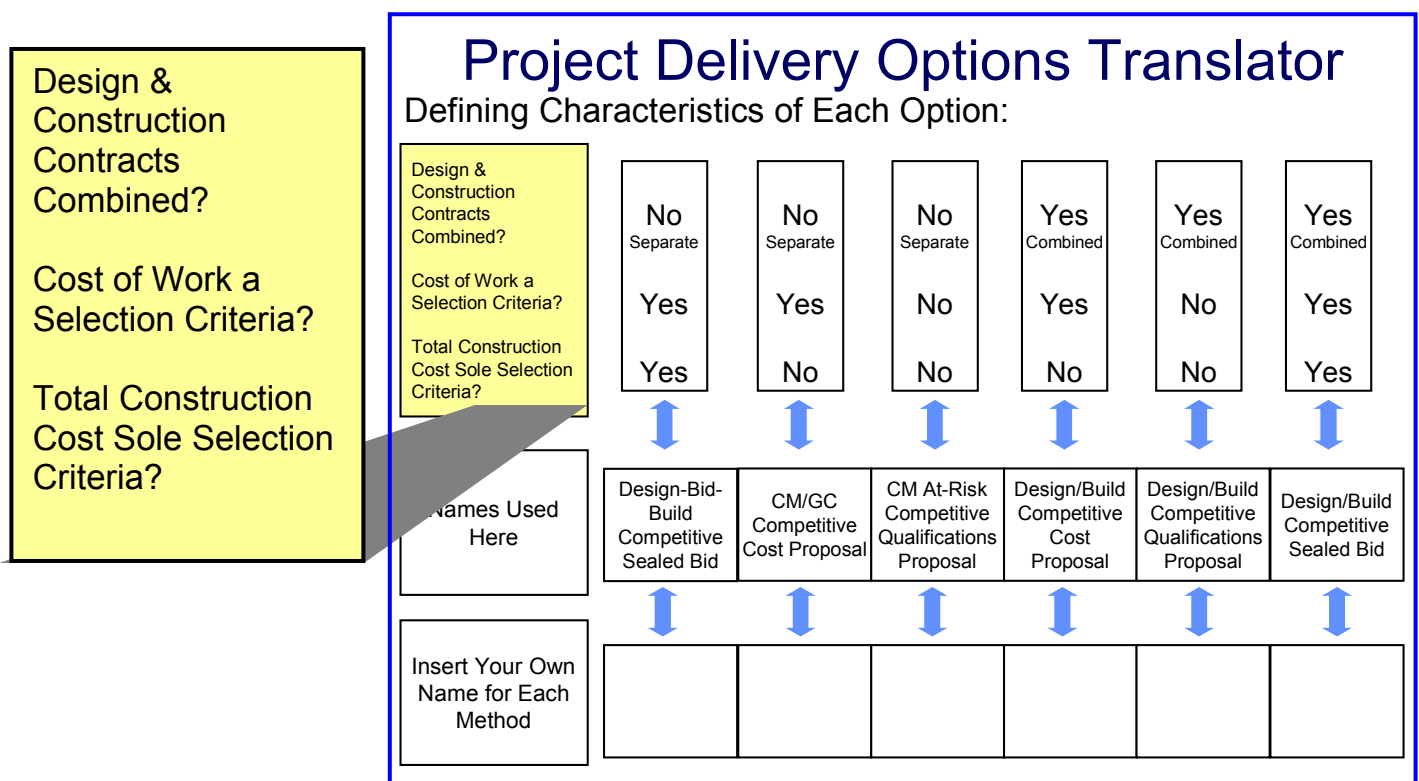 Design &
Construction
Contracts
Combined?
Cost of Work a
Selection Criteria?
Total Construction
Cost Sole Selection
Criteria?
Project Delivery Options Translator
Defining Characteristics of Each Option:
Design &
Construction
Contracts
Combined?
Cost of Work a
Selection Criteria?
Total Construction
Cost Sole Selection
Criteria?
No
Separate
Yes
Yes
No
Separate
Yes
No
No
Separate
No
No
Yes
Combined
Yes
No
Yes
Combined
No
No
Yes
Combined
Yes
Yes
Names Used
Here
Design-Bid-
Build
Competitive
Sealed Bid
CM/GC
Competitive
Cost Proposal
CM At-Risk
Competitive
Qualifications
Proposal
Design/Build
Competitive
Cost
Proposal
Design/Build
Competitive
Qualifications
Proposal
Design/Build
Competitive
Sealed Bid
Insert Your Own
Name for Each
Method